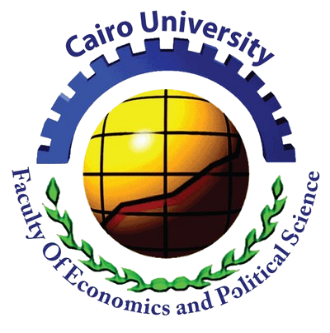 Cairo University
Faculty Of Economics and Political Science